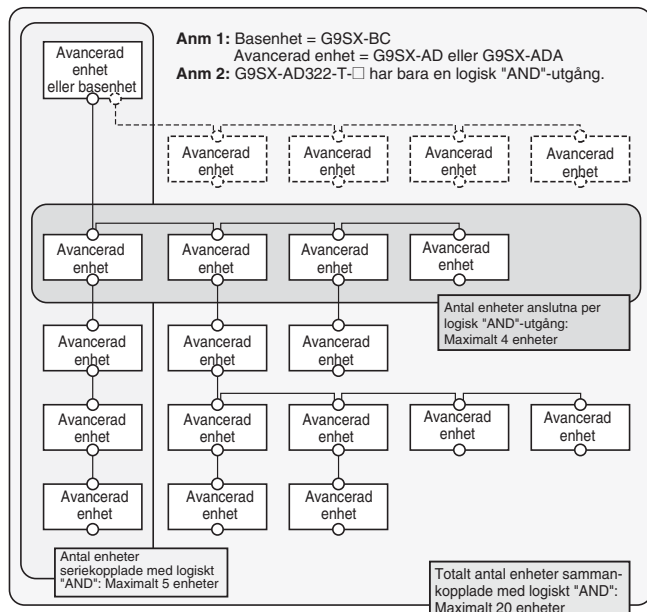 Avancerad
enhet
eller basenhet
Anm 1: Basenhet = G9SX-BC
Avancerad enhet = G9SX-AD eller G9SX-ADA
Anm 2: G9SX-AD322-T-□ har bara en logisk "AND"-utgång.
Avancerad
enhet
Avancerad
enhet
Avancerad
enhet
Avancerad
enhet
Avancerad
enhet
Avancerad
enhet
Avancerad
enhet
Avancerad
enhet
Antal enheter anslutna per
logisk "AND"-utgång:
Maximalt 4 enheter
Avancerad
enhet
Avancerad
enhet
Avancerad
enhet
Avancerad
enhet
Avancerad
enhet
Avancerad
enhet
Avancerad
enhet
Avancerad
enhet
Avancerad
enhet
Avancerad
enhet
Avancerad
enhet
Antal enheter
seriekopplade med logiskt
"AND": Maximalt 5 enheter
Totalt antal enheter samman-
kopplade med logiskt "AND":
Maximalt 20 enheter